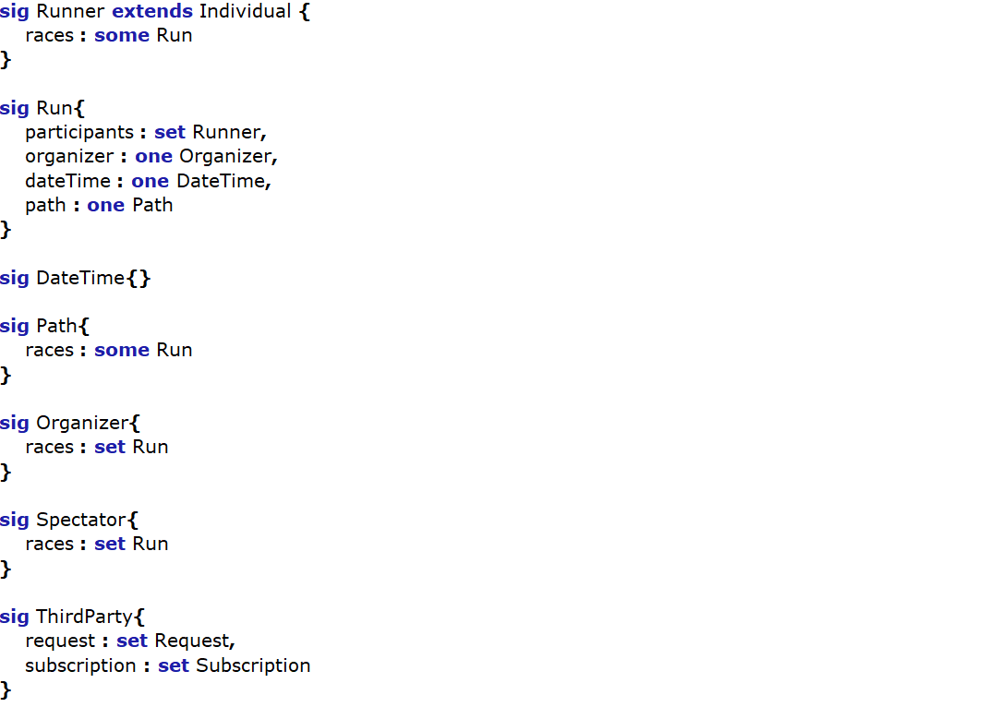 sig Runner extends Individual {
races : some Run
}
sig Run{
participants : set Runner,
organizer : one Organizer,
dateTime : one DateTime,
path : one Path
}
sig DateTime{}
sig Path{
races : some Run
}
sig Organizer{
races : set Run
}
sig Spectator{
races : set Run
}
sig ThirdParty{
request : set Request,
subscription : set Subscription
}